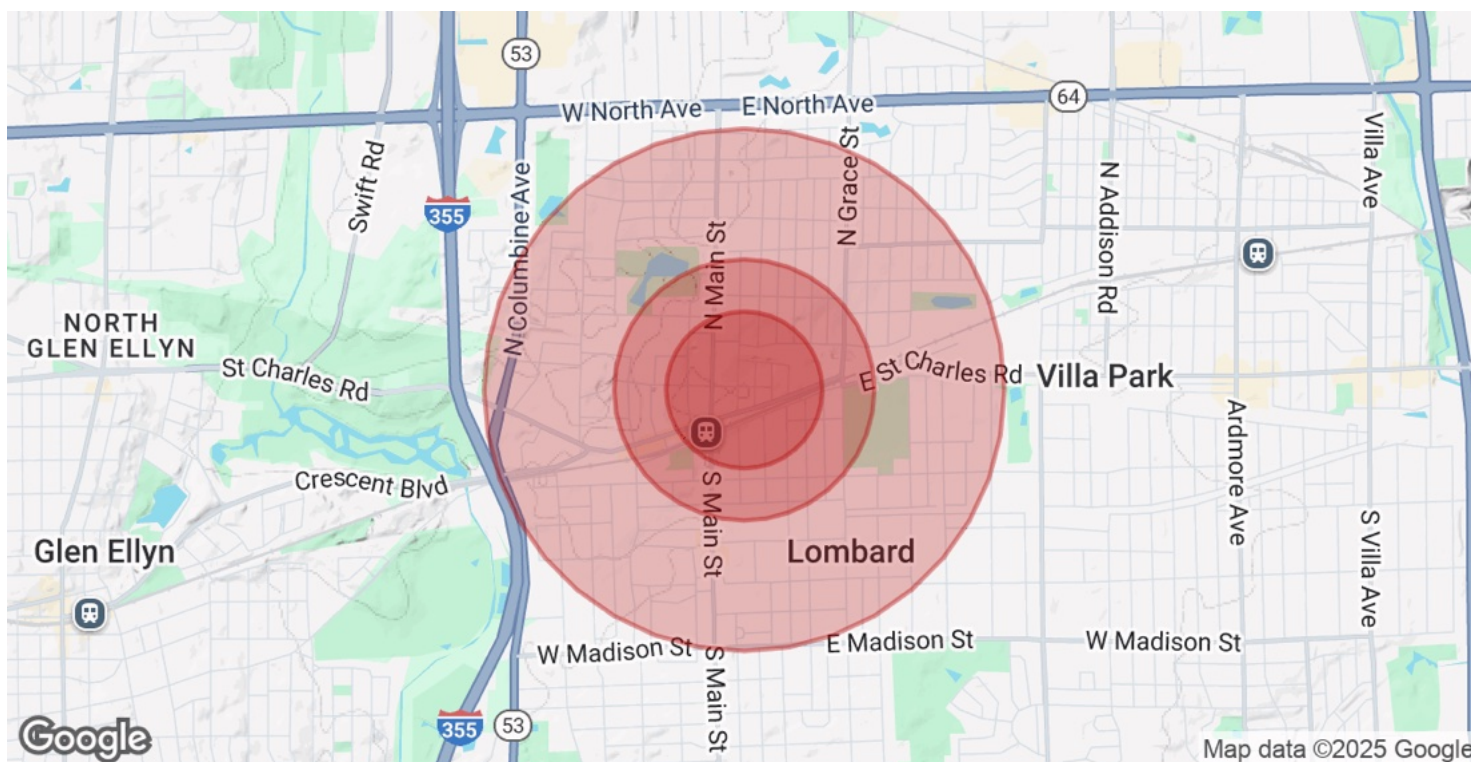 53
64
W North Ave
E North Ave
Villa Ave
Swift Rd
N Columbine Ave
355
N Main St
N Grace St
N Addison Rd
NORTH
GLEN ELLYN
St Charles Rd
E St Charles Rd
Villa Park
Ardmore Ave
Crescent Blvd
S Main St
Glen Ellyn
Lombard
S Villa Ave
W Madison St
E Madison St
W Madison St
S Main St
355
53
Google
Map data ©2025 Google